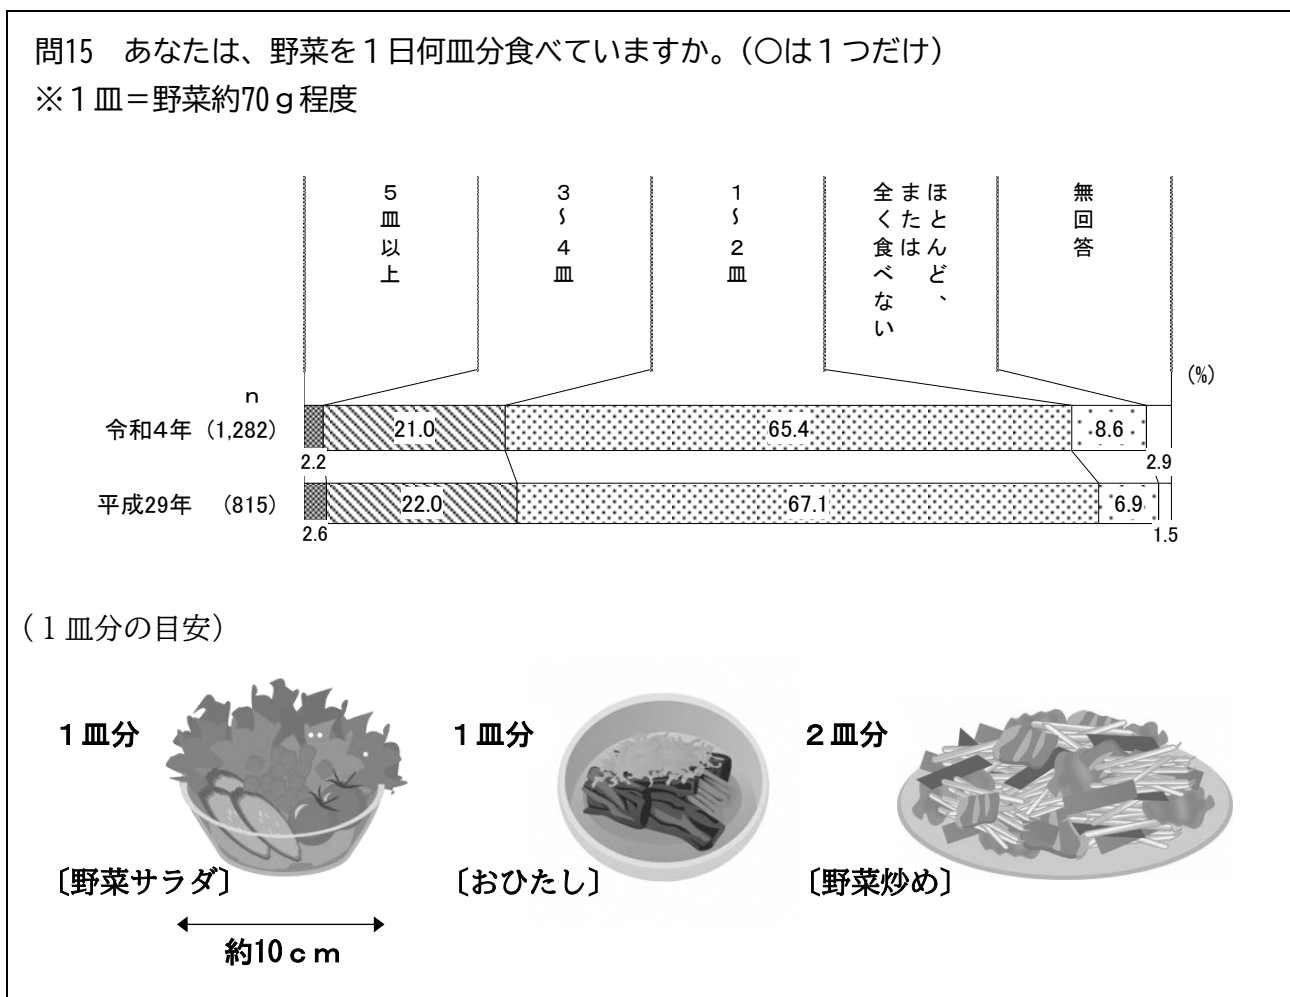 問15　あなたは、野菜を１日何皿分食べていますか。（○は１つだけ）
※１皿＝野菜約70ｇ程度
５皿以上
３～４皿
１～２皿
ほとんど、
または
全く食べない
無回答
(%)
ｎ
令和4年 (1,282)
21.0
65.4
8.6
2.2
2.9
平成29年 (815)
22.0
67.1
6.9
2.6
1.5
（１皿分の目安）
１皿分
１皿分
２皿分
〔野菜サラダ〕
〔おひたし〕
〔野菜炒め〕
約10ｃｍ